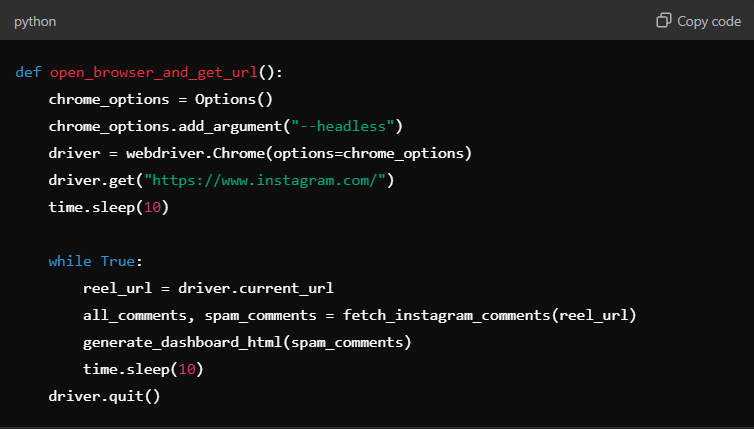 python
Copy code
def open_browser_and_get_url():
    chrome_options = Options()
    chrome_options.add_argument("--headless")
    driver = webdriver.Chrome(options=chrome_options)
    driver.get("https://www.instagram.com/")
    time.sleep(10)
    while True:
        reel_url = driver.current_url
        all_comments, spam_comments = fetch_instagram_comments(reel_url)
        generate_dashboard_html(spam_comments)
        time.sleep(10)
    driver.quit()